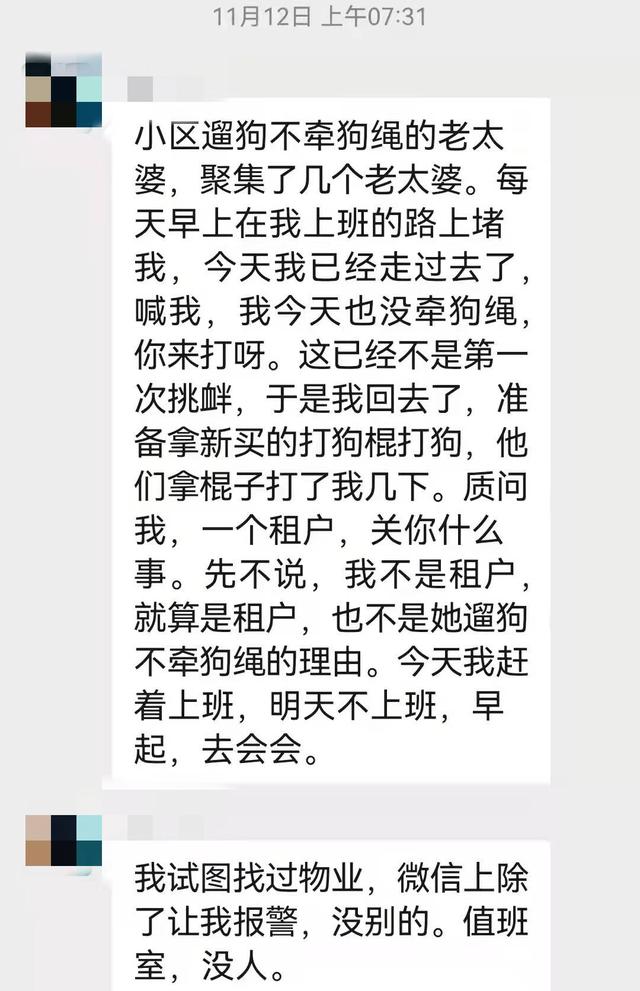 11月12日 上午07:31
小区遛狗不牵狗绳的老太
婆，聚集了几个老太婆。每
天早上在我上班的路上堵
我，今天我已经走过去了，
喊我，我今天也没牵狗绳，
你来打呀。这已经不是第一
次挑衅，于是我回去了，准
备拿新买的打狗棍打狗，他
们拿棍子打了我几下。质问
我，一个租户，关你什么
事。先不说，我不是租户，
就算是租户，也不是她遛狗
不牵狗绳的理由。今天我赶
着上班，明天不上班，早
起，去会会。
我试图找过物业，微信上除
了让我报警，没别的。值班
室，没人。